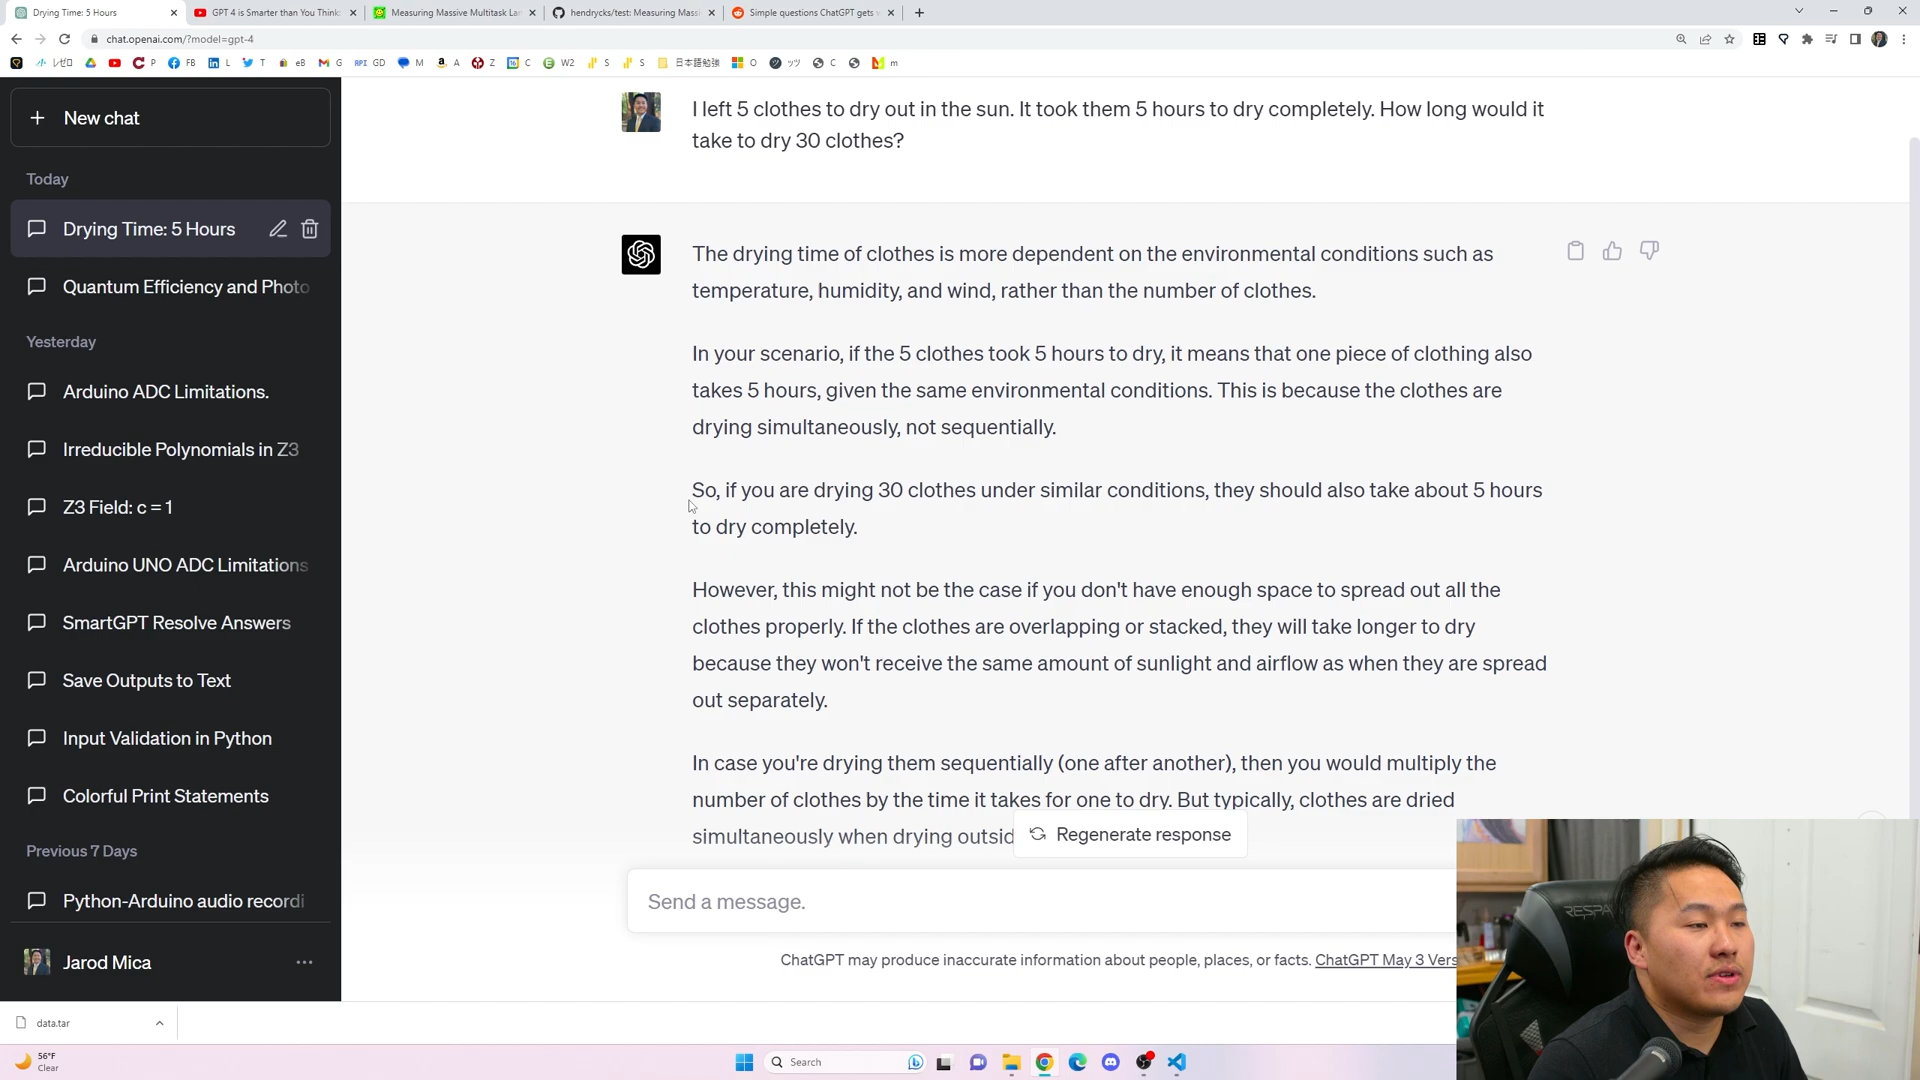 Drying Time: 5 Hours
GPT 4 is Smarter than You Think
Measuring Massive Multitask La
hendrycks/test: Measuring Mass
Simple questions ChatGPT gets
chat.openai.com/?model=gpt-4
レゼロ
P
FB
L
T
eB
G
GD
M
A
Z
C
W2
S
S
日本語勉強
O
ッツ
C
m
New chat
Today
Drying Time: 5 Hours
Quantum Efficiency and Photo
Yesterday
Arduino ADC Limitations.
Irreducible Polynomials in Z3
Z3 Field: c = 1
Arduino UNO ADC Limitations
SmartGPT Resolve Answers
Save Outputs to Text
Input Validation in Python
Colorful Print Statements
Previous 7 Days
Python-Arduino audio recordi
Jarod Mica
I left 5 clothes to dry out in the sun. It took them 5 hours to dry completely. How long would it
take to dry 30 clothes?
The drying time of clothes is more dependent on the environmental conditions such as
temperature, humidity, and wind, rather than the number of clothes.
In your scenario, if the 5 clothes took 5 hours to dry, it means that one piece of clothing also
takes 5 hours, given the same environmental conditions. This is because the clothes are
drying simultaneously, not sequentially.
So, if you are drying 30 clothes under similar conditions, they should also take about 5 hours
to dry completely.
However, this might not be the case if you don't have enough space to spread out all the
clothes properly. If the clothes are overlapping or stacked, they will take longer to dry
because they won't receive the same amount of sunlight and airflow as when they are spread
out separately.
In case you're drying them sequentially (one after another), then you would multiply the
number of clothes by the time it takes for one to dry. But typically, clothes are dried
simultaneously when drying outsid
Regenerate response
Send a message.
ChatGPT may produce inaccurate information about people, places, or facts. ChatGPT May 3 Vers
RESPA
data.tar
56°F
Clear
Search